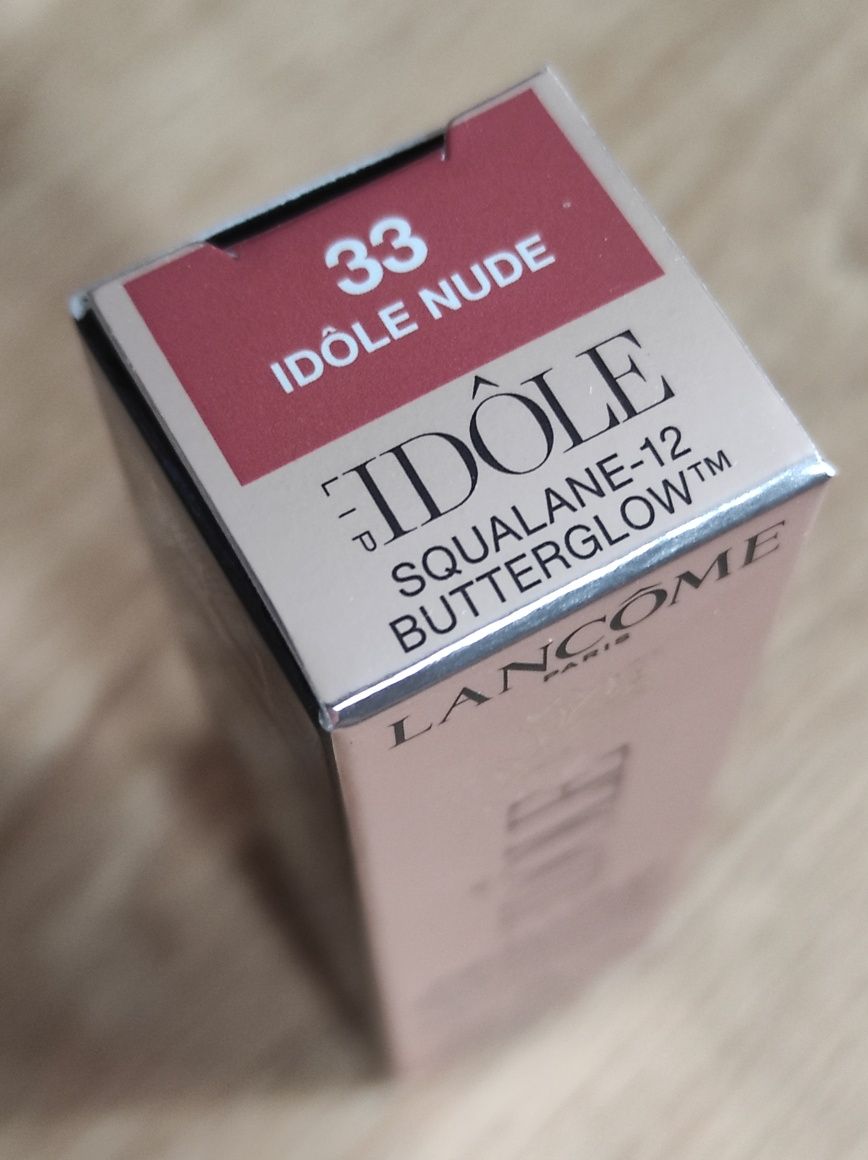 33
IDÔLE NUDE
LIP IDÔLE
SQUALANE-12
BUTTERGLOW™
LANCÔME
PARIS